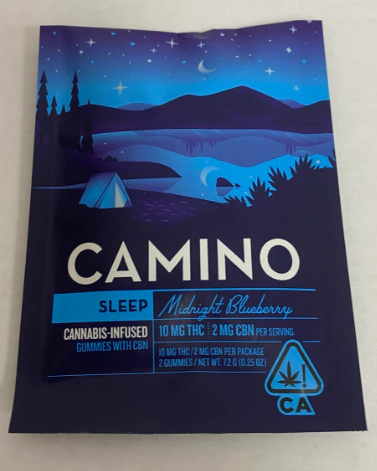 CAMINO
SLEEP
Midnight Blueberry
CANNABIS-INFUSED
GUMMIES WITH CBN
10 MG THC 2 MG CBN PER SERVING
10 MG THC / 2 MG CBN PER PACKAGE
2 GUMMIES / NET WT. 7.2 G (0.25 OZ)
!
CA